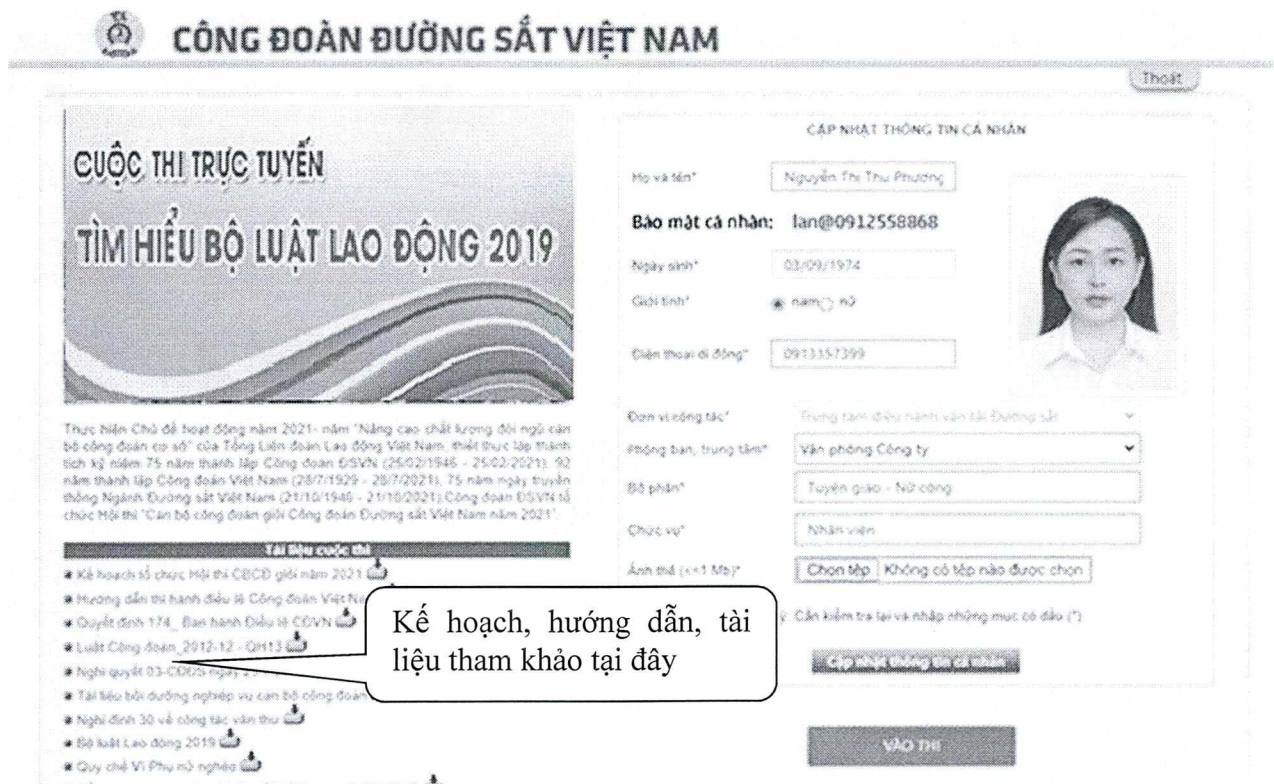 CÔNG ĐOÀN ĐƯỜNG SẮT VIỆT NAM
Thoát
CUỘC THI TRỰC TUYẾN
TÌM HIỂU BỘ LUẬT LAO ĐỘNG 2019
Thực hiện Chủ đề hoạt động năm 2021- năm "Nâng cao chất lượng đội ngũ cán
bộ công đoàn cơ sở" của Tổng Liên đoàn Lao động Việt Nam, thiết thực lập thành
tích kỷ niệm 75 năm thành lập Công đoàn ĐSVN (25/02/1946 - 25/02/2021), 92
năm thành lập Công đoàn Việt Nam (28/7/1929 - 28/7/2021), 75 năm ngày truyền
thống Ngành Đường sắt Việt Nam (21/10/1946 - 21/10/2021).Công đoàn ĐSVN tổ
chức Hội thi "Cán bộ công đoàn giỏi Công đoàn Đường sắt Việt Nam năm 2021".
Tài liệu cuộc thi
Kế hoạch tổ chức Hội thi CBCĐ giỏi năm 2021
Hướng dẫn thi hành điều lệ Công đoàn Việt Na
Quyết định 174_ Ban hành Điều lệ CĐVN
Luật Công đoàn_2012-12 - QH13
Nghị quyết 03-CĐĐS ngày
Tài liệu bồi dưỡng nghiệp vụ cán bộ công đoàn
Nghị định 30 về công tác văn thư
Bộ luật Lao động 2019
Quy chế Vì Phụ nữ nghèo
Kế hoạch, hướng dẫn, tài
liệu tham khảo tại đây
CẬP NHẬT THÔNG TIN CÁ NHÂN
Họ và tên* Nguyễn Thị Thu Phương
Bảo mật cá nhân: lan@0912558868
Ngày sinh* 03/09/1974
Giới tính* nam nữ
Điện thoại di động* 0913357399
Đơn vị công tác* Trung tâm điều hành vận tải Đường sắt
Phòng ban, trung tâm* Văn phòng Công ty
Bộ phận* Tuyên giáo - Nữ công
Chức vụ* Nhân viên
Ảnh thẻ (<=1 Mb)* Chọn tệp Không có tệp nào được chọn
Cần kiểm tra lại và nhập những mục có dấu (*)
Cập nhật thông tin cá nhân
VÀO THI